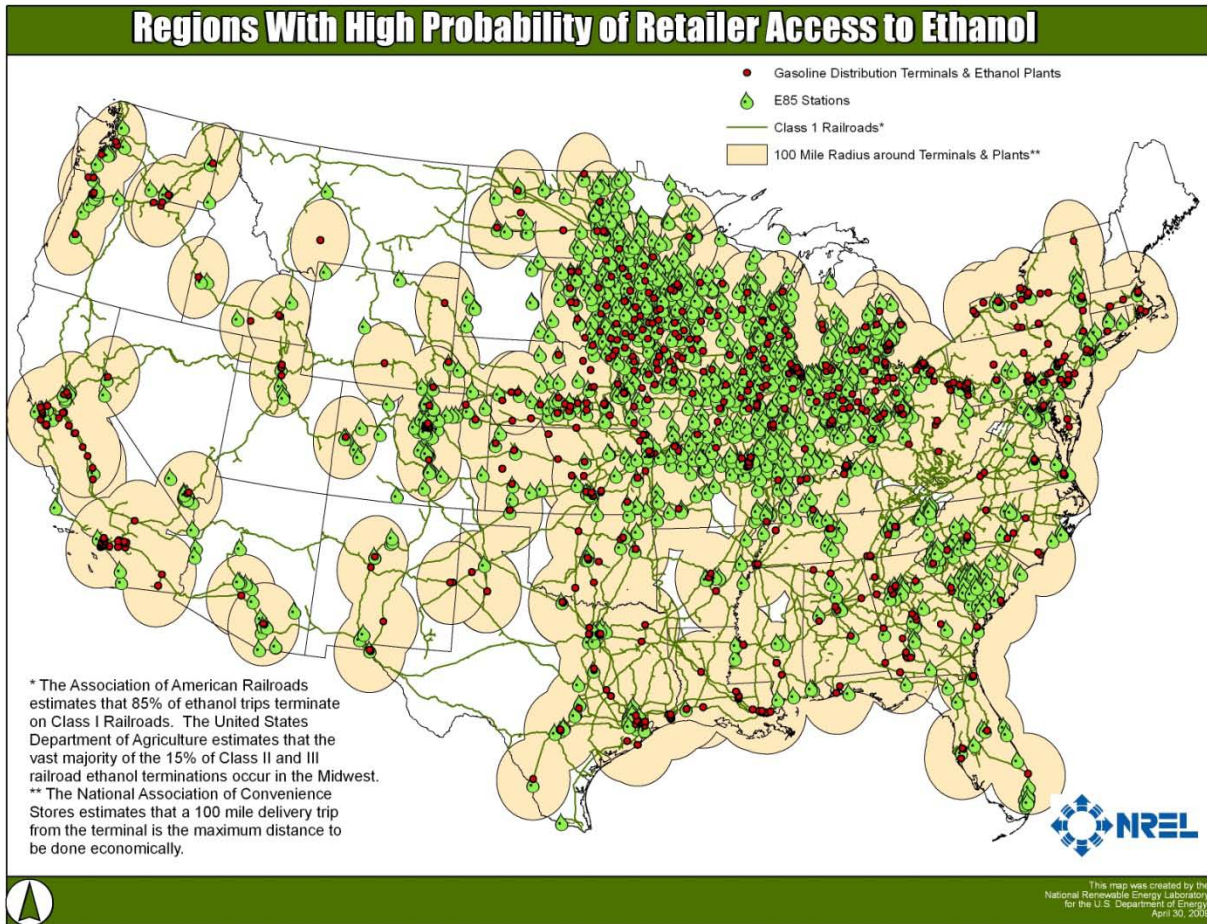 Regions With High Probability of Retailer Access to Ethanol
Gasoline Distribution Terminals & Ethanol Plants
E85 Stations
Class 1 Railroads*
100 Mile Radius around Terminals & Plants**
* The Association of American Railroads
estimates that 85% of ethanol trips terminate
on Class I Railroads. The United States
Department of Agriculture estimates that the
vast majority of the 15% of Class II and III
railroad ethanol terminations occur in the Midwest.
** The National Association of Convenience
Stores estimates that a 100 mile delivery trip
from the terminal is the maximum distance to
be done economically.
NREL
This map was created by the
National Renewable Energy Laboratory
for the U.S. Department of Energy
April 30,